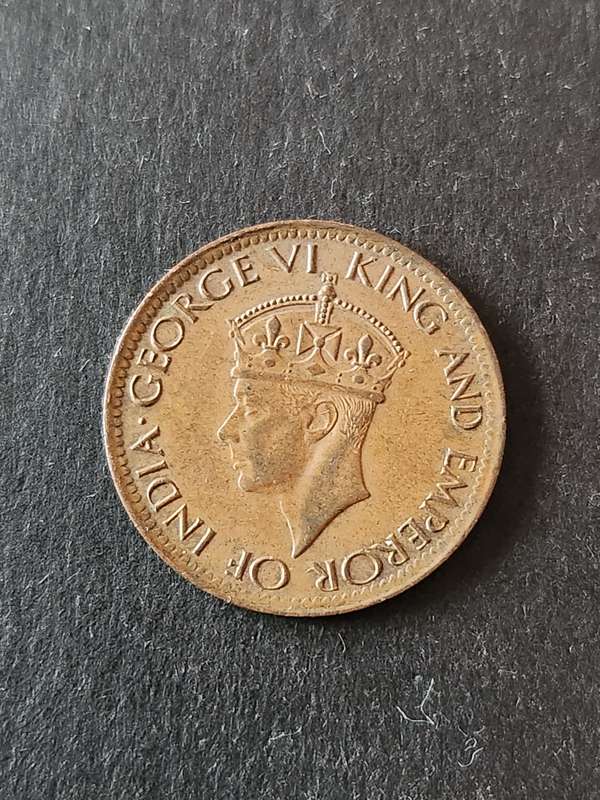 GEORGE VI KING AND EMPEROR OF INDIA ·